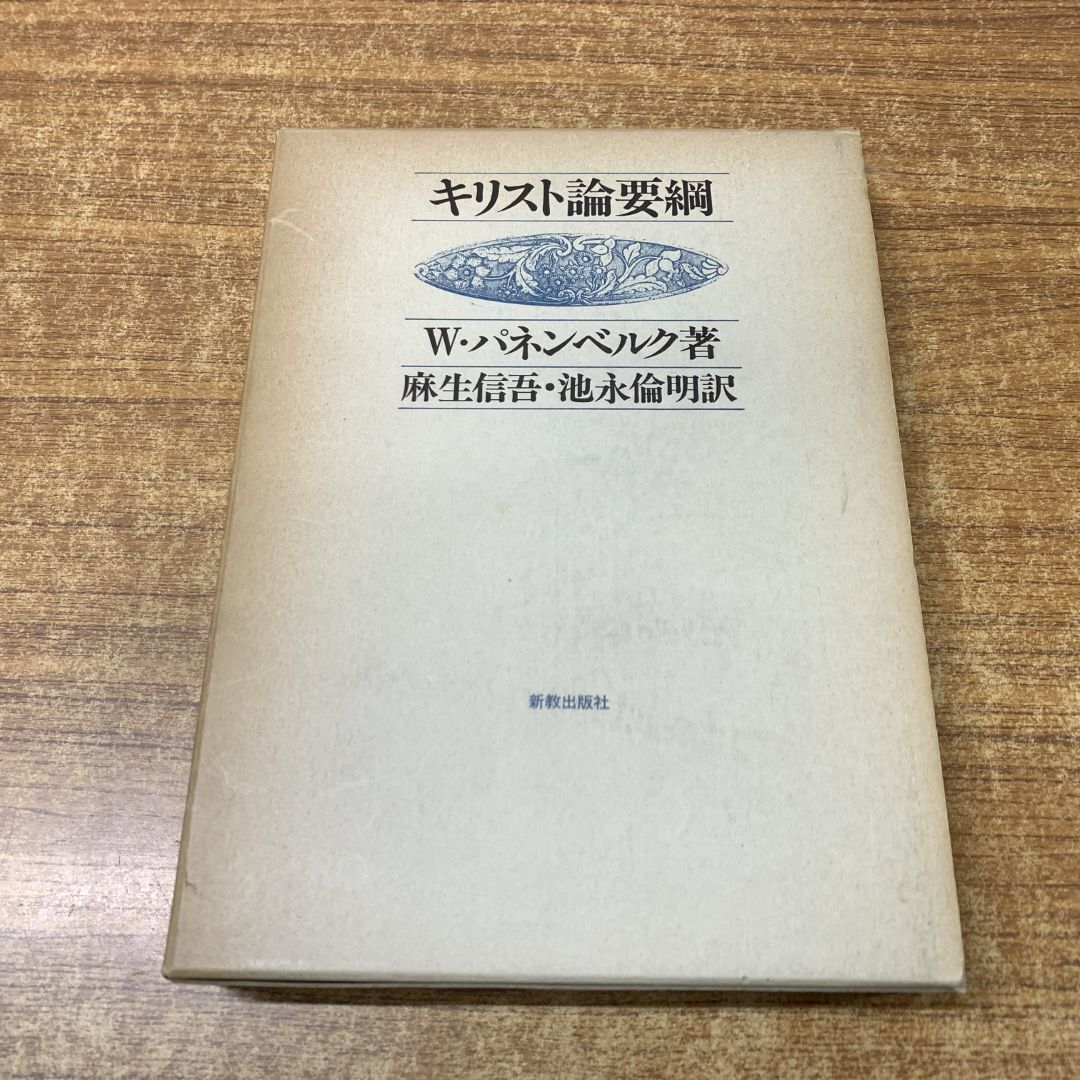 キリスト論要綱
W・パネンベルク著
麻生信吾・池永倫明訳
新教出版社